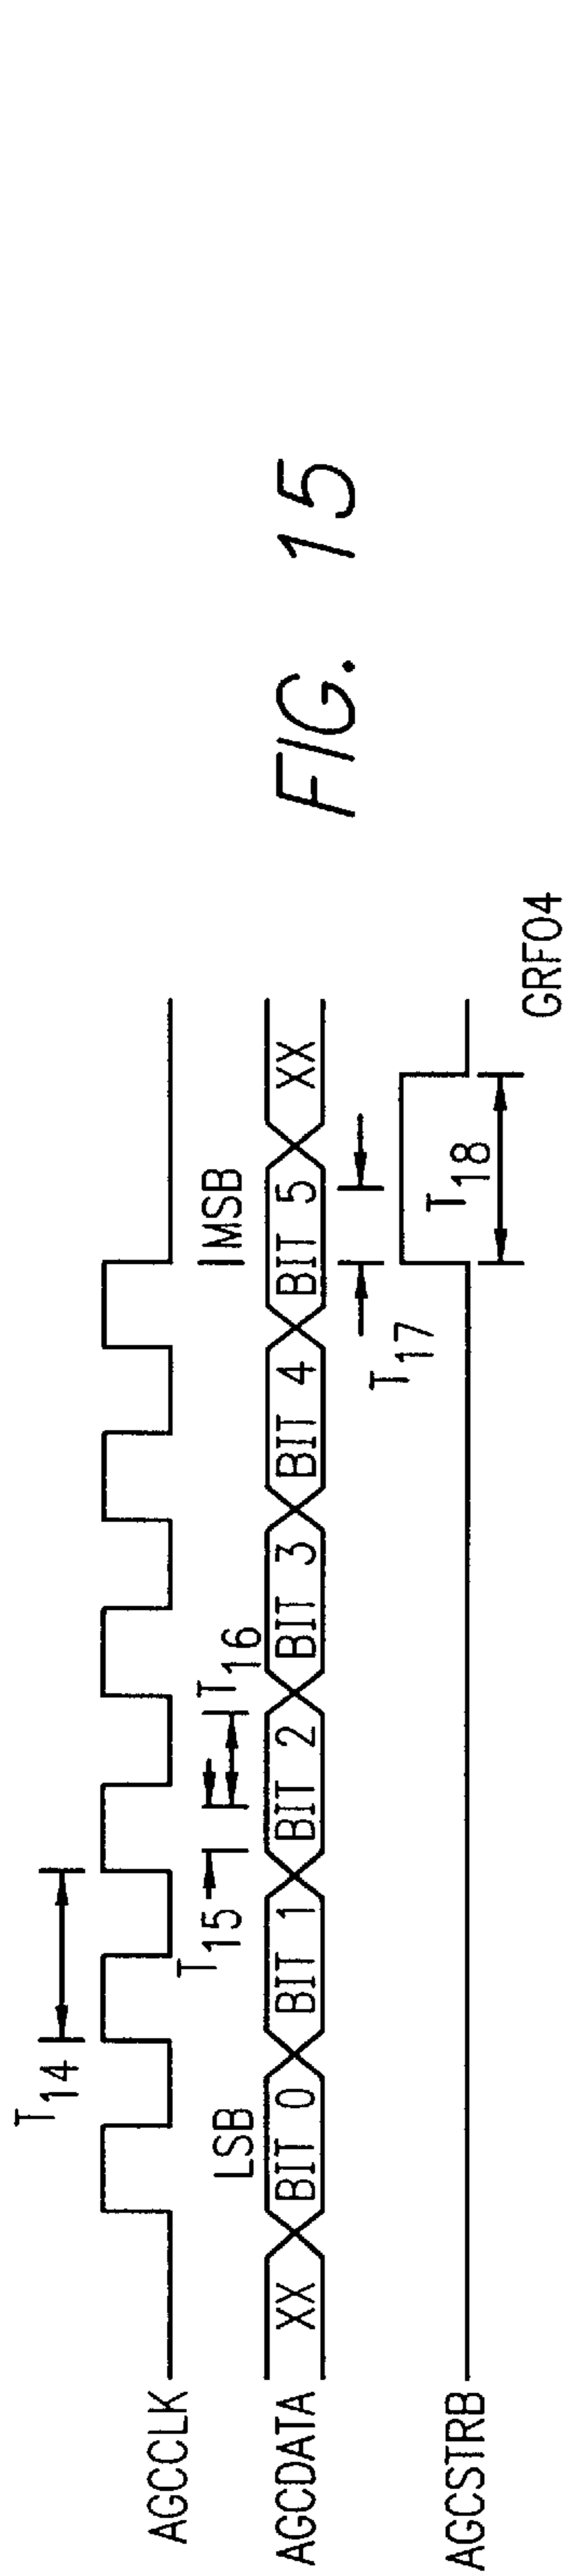 T14
AGCCLK
T15
T16
LSB
MSB
AGCDATA
XX
BIT 0
BIT 1
BIT 2
BIT 3
BIT 4
BIT 5
XX
T17
T18
AGCSTRB
GRF04
FIG. 15